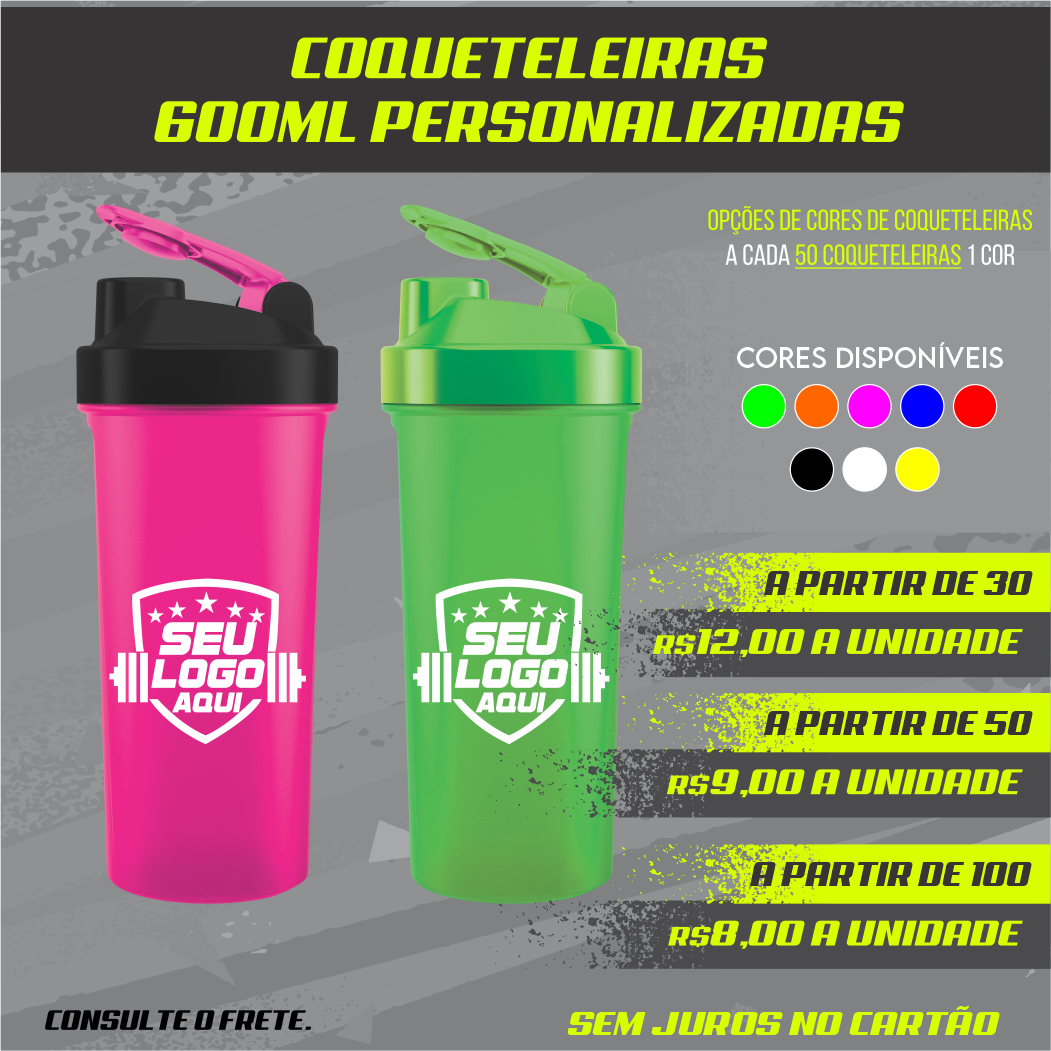 COQUETELEIRAS
600ML PERSONALIZADAS
OPÇÕES DE CORES DE COQUETELEIRAS
A CADA 50 COQUETELEIRAS 1 COR
CORES DISPONÍVEIS
SEU
LOGO
AQUI
SEU
LOGO
AQUI
A PARTIR DE 30
R$12,00 A UNIDADE
A PARTIR DE 50
R$9,00 A UNIDADE
A PARTIR DE 100
R$8,00 A UNIDADE
CONSULTE O FRETE.
SEM JUROS NO CARTÃO